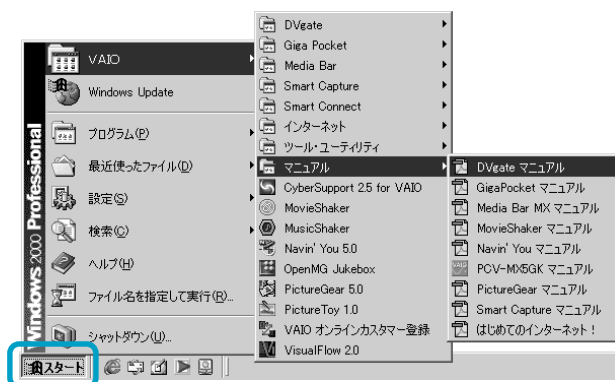 VAIO
Windows Update
プログラム(P)
最近使ったファイル(D)
設定(S)
検索(C)
ヘルプ(H)
ファイル名を指定して実行(R)...
シャットダウン(U)...
Windows 2000 Professional
スタート
DVgate
Giga Pocket
Media Bar
Smart Capture
Smart Connect
インターネット
ツール・ユーティリティ
マニュアル
CyberSupport 2.5 for VAIO
MovieShaker
MusicShaker
Navin' You 5.0
OpenMG Jukebox
PictureGear 5.0
PictureToy 1.0
VAIO オンラインカスタマー登録
VisualFlow 2.0
DVgate マニュアル
GigaPocket マニュアル
Media Bar MX マニュアル
MovieShaker マニュアル
Navin' You マニュアル
PCV-MX5GK マニュアル
PictureGear マニュアル
Smart Capture マニュアル
はじめてのインターネット！